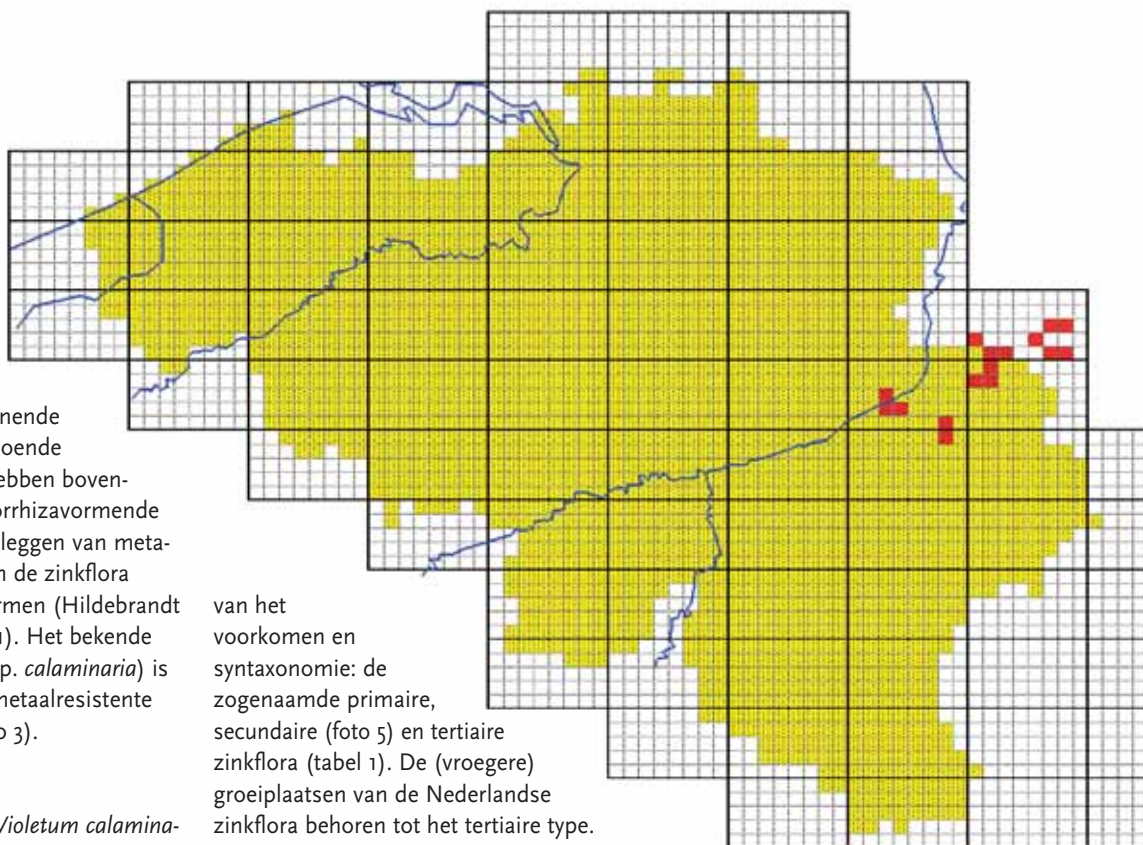 nende
oende
ebben boven-
orrhizavormende
leggen van meta-
n de zinkflora
rmen (Hildebrandt
1). Het bekende
p. calaminaria) is
netaalresistente
o 3).
Violetum calamina-
van het
voorkomen en
syntaxonomie: de
zogenaamde primaire,
secundaire (foto 5) en tertiaire
zinkflora (tabel 1). De (vroegere)
groeiplaatsen van de Nederlandse
zinkflora behoren tot het tertiaire type.